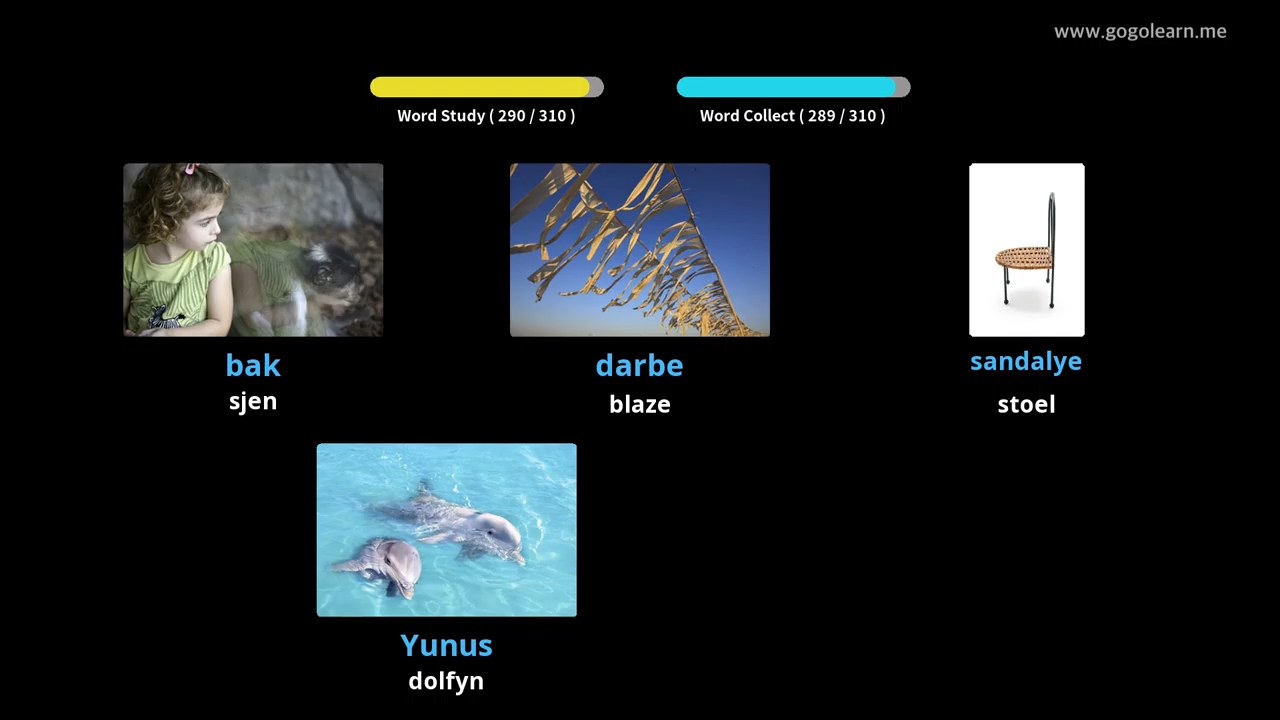 www.gogolearn.me
Word Study ( 290 / 310 )
Word Collect ( 289 / 310 )
bak
sjen
darbe
blaze
sandalye
stoel
Yunus
dolfyn